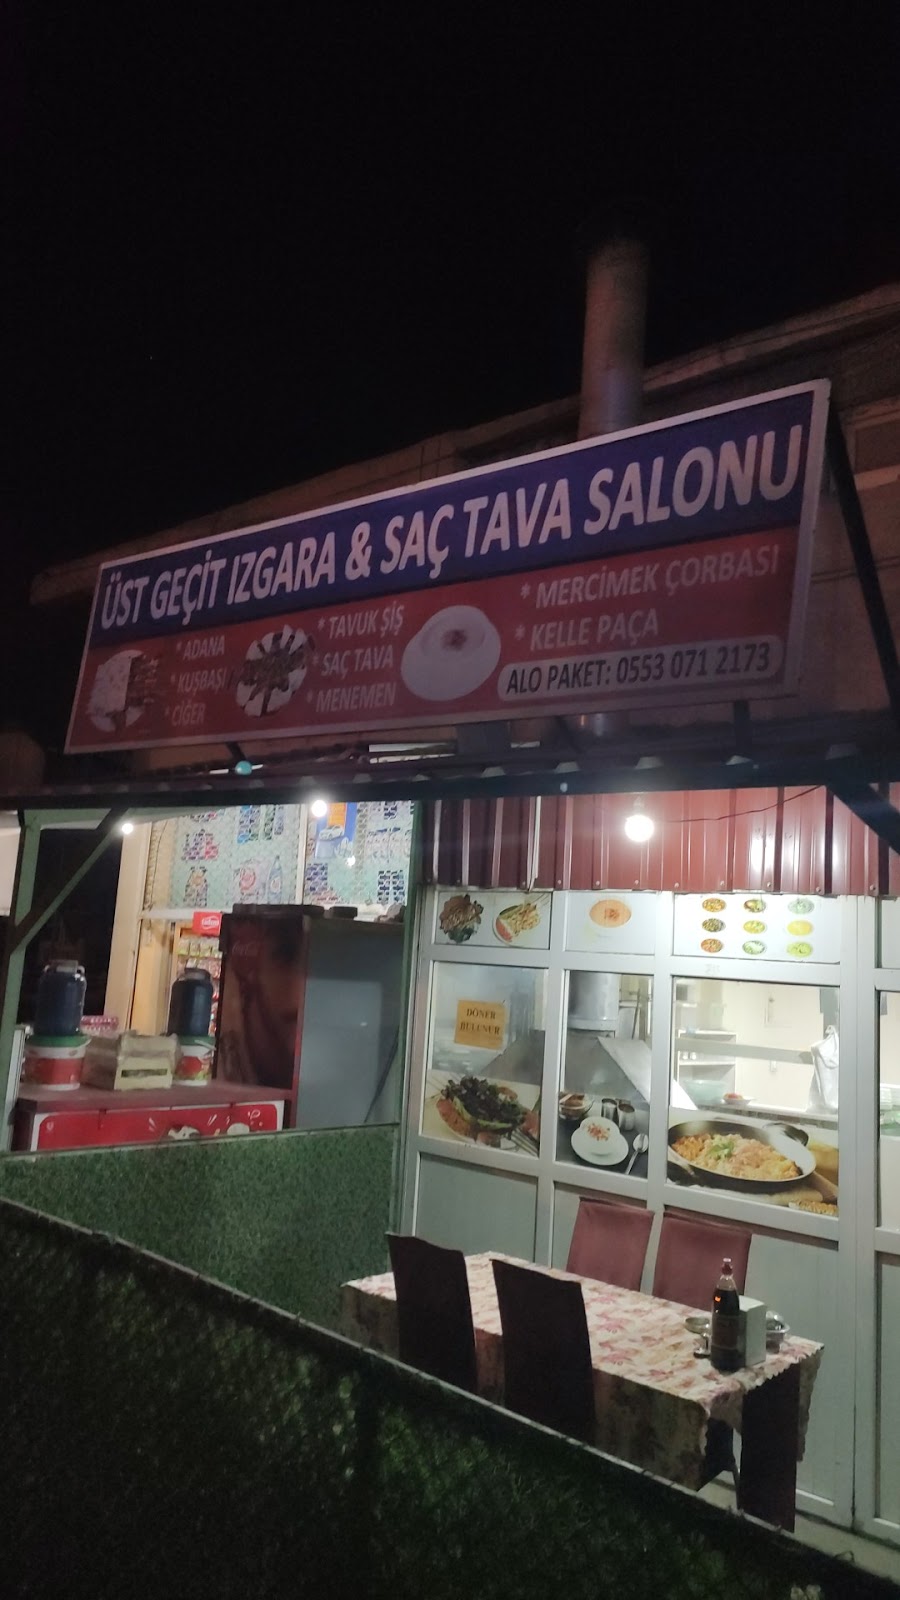 ÜST GEÇİT IZGARA & SAÇ TAVA SALONU
* ADANA
* KUŞBAŞI
* CİĞER
* TAVUK ŞİŞ
* SAÇ TAVA
* MENEMEN
* MERCİMEK ÇORBASI
* KELLE PAÇA
ALO PAKET: 0553 071 2173
DÖNER
BULUNUR